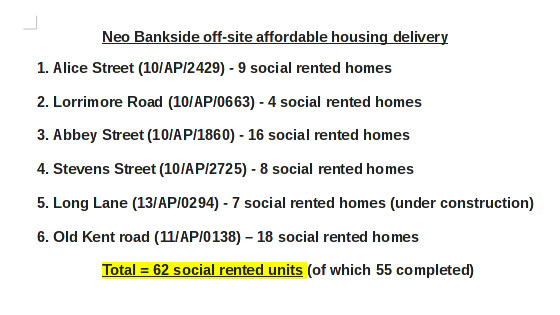 Neo Bankside off-site affordable housing delivery
1. Alice Street (10/AP/2429) - 9 social rented homes
2. Lorrimore Road (10/AP/0663) - 4 social rented homes
3. Abbey Street (10/AP/1860) - 16 social rented homes
4. Stevens Street (10/AP/2725) - 8 social rented homes
5. Long Lane (13/AP/0294) - 7 social rented homes (under construction)
6. Old Kent road (11/AP/0138) – 18 social rented homes
Total = 62 social rented units (of which 55 completed)